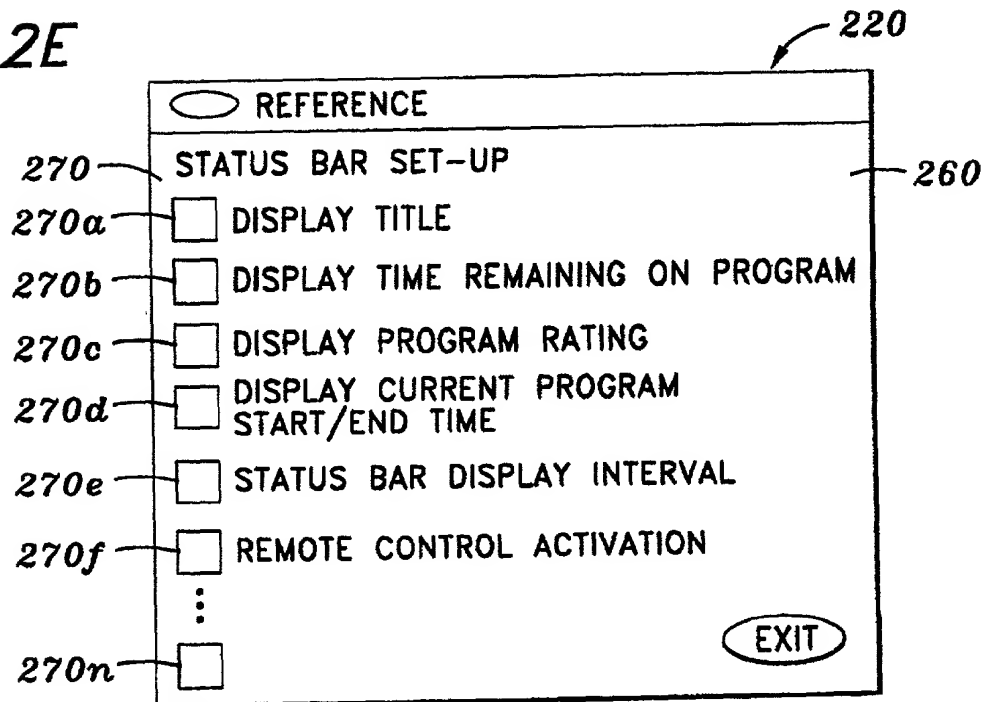 2E
220
REFERENCE
270 STATUS BAR SET-UP 260
270a DISPLAY TITLE
270b DISPLAY TIME REMAINING ON PROGRAM
270c DISPLAY PROGRAM RATING
270d DISPLAY CURRENT PROGRAM
START/END TIME
270e STATUS BAR DISPLAY INTERVAL
270f REMOTE CONTROL ACTIVATION
EXIT
270n